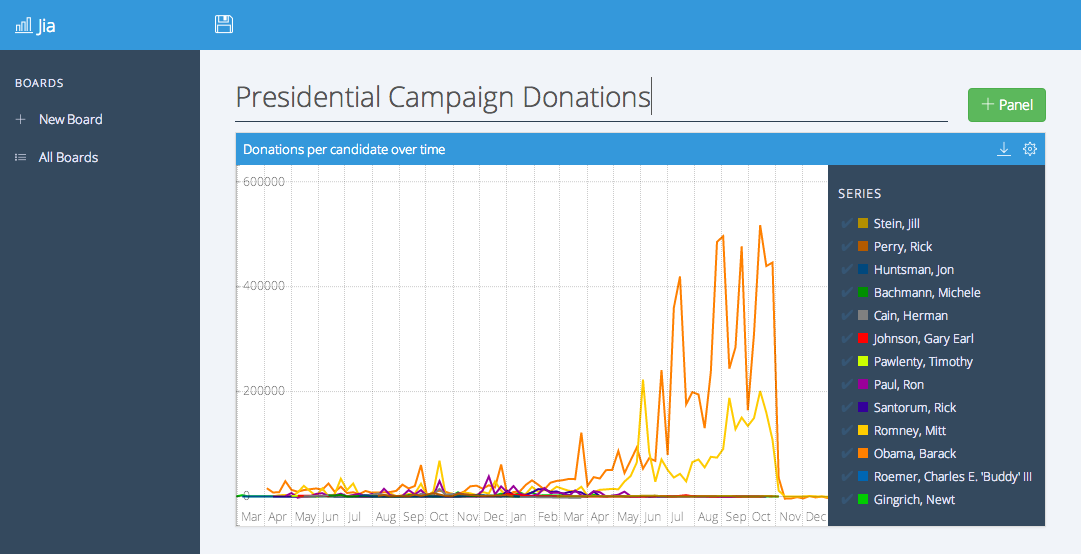 Jia
BOARDS
New Board
All Boards
Presidential Campaign Donations
+ Panel
Donations per candidate over time
600000
400000
200000
0
Mar Apr May Jun Jul Aug Sep Oct Nov Dec Jan Feb Mar Apr May Jun Jul Aug Sep Oct Nov Dec
SERIES
Stein, Jill
Perry, Rick
Huntsman, Jon
Bachmann, Michele
Cain, Herman
Johnson, Gary Earl
Pawlenty, Timothy
Paul, Ron
Santorum, Rick
Romney, Mitt
Obama, Barack
Roemer, Charles E. 'Buddy' III
Gingrich, Newt